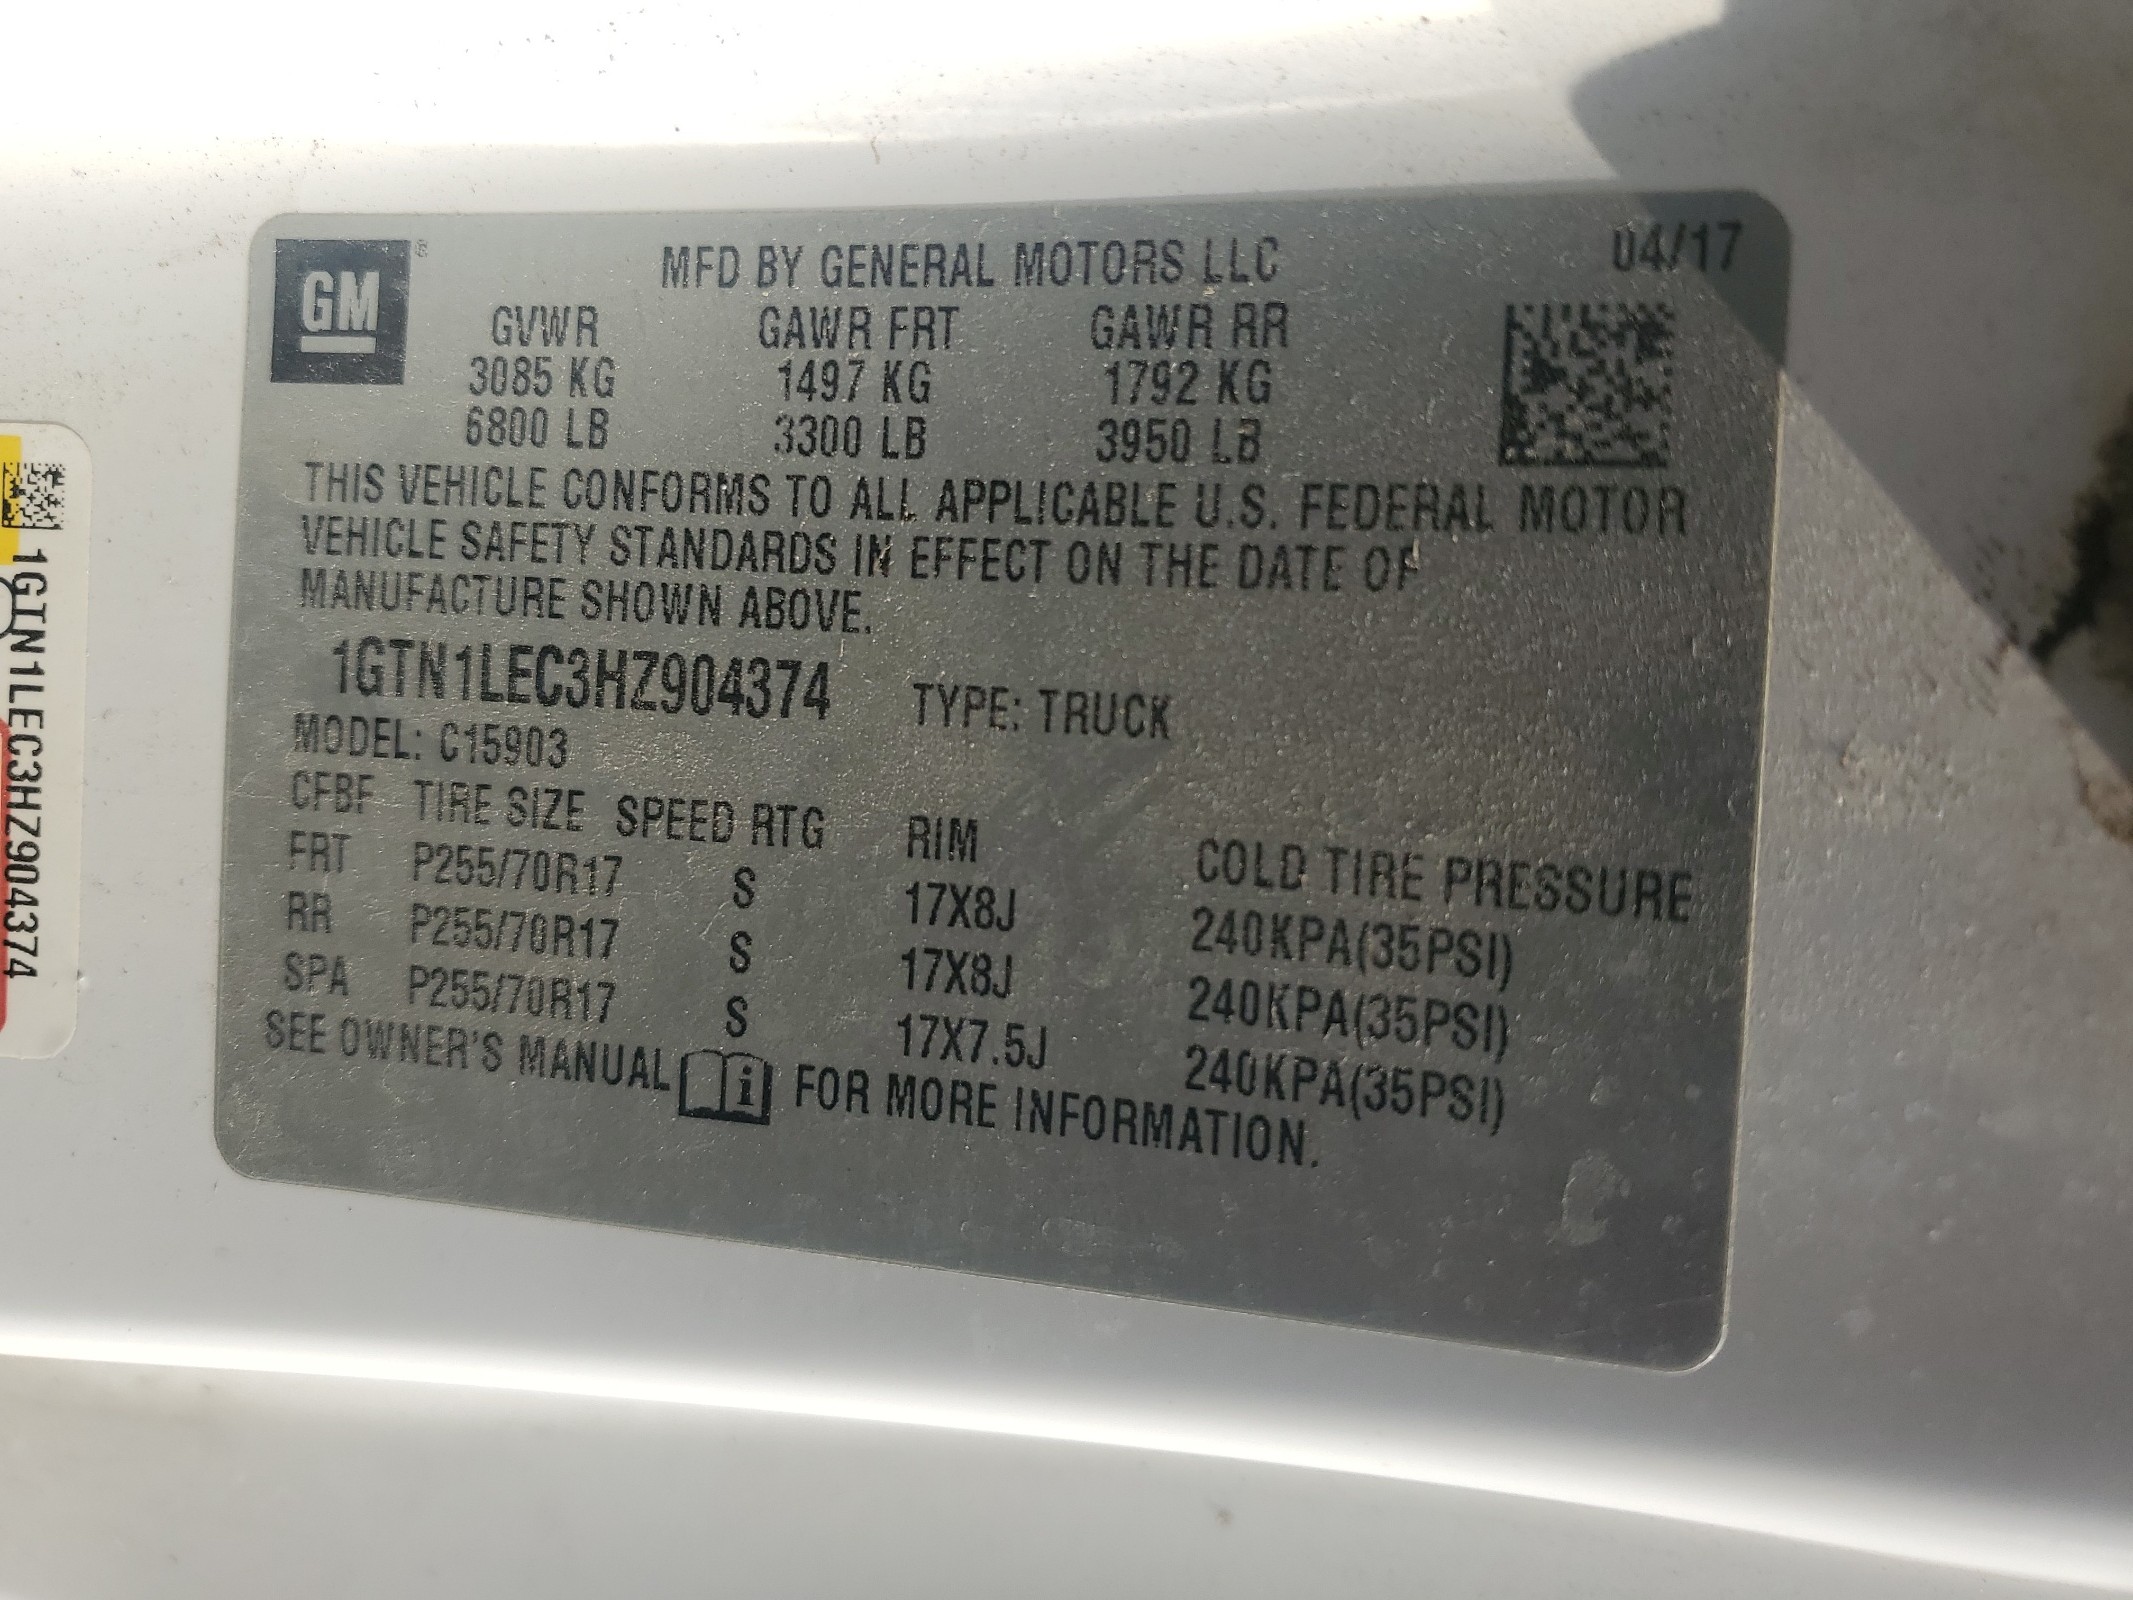 GM ®
MFD BY GENERAL MOTORS LLC
04/17
GVWR GAWR FRT GAWR RR
3085 KG 1497 KG 1792 KG
6800 LB 3300 LB 3950 LB
THIS VEHICLE CONFORMS TO ALL APPLICABLE U.S. FEDERAL MOTOR
VEHICLE SAFETY STANDARDS IN EFFECT ON THE DATE OF
MANUFACTURE SHOWN ABOVE.
1GTN1LEC3HZ904374 TYPE: TRUCK
MODEL: C15903
CFBF TIRE SIZE SPEED RTG RIM COLD TIRE PRESSURE
FRT P255/70R17 S 17X8J 240KPA(35PSI)
RR P255/70R17 S 17X8J 240KPA(35PSI)
SPA P255/70R17 S 17X7.5J 240KPA(35PSI)
SEE OWNER'S MANUAL i FOR MORE INFORMATION.
1GTN1LEC3HZ904374